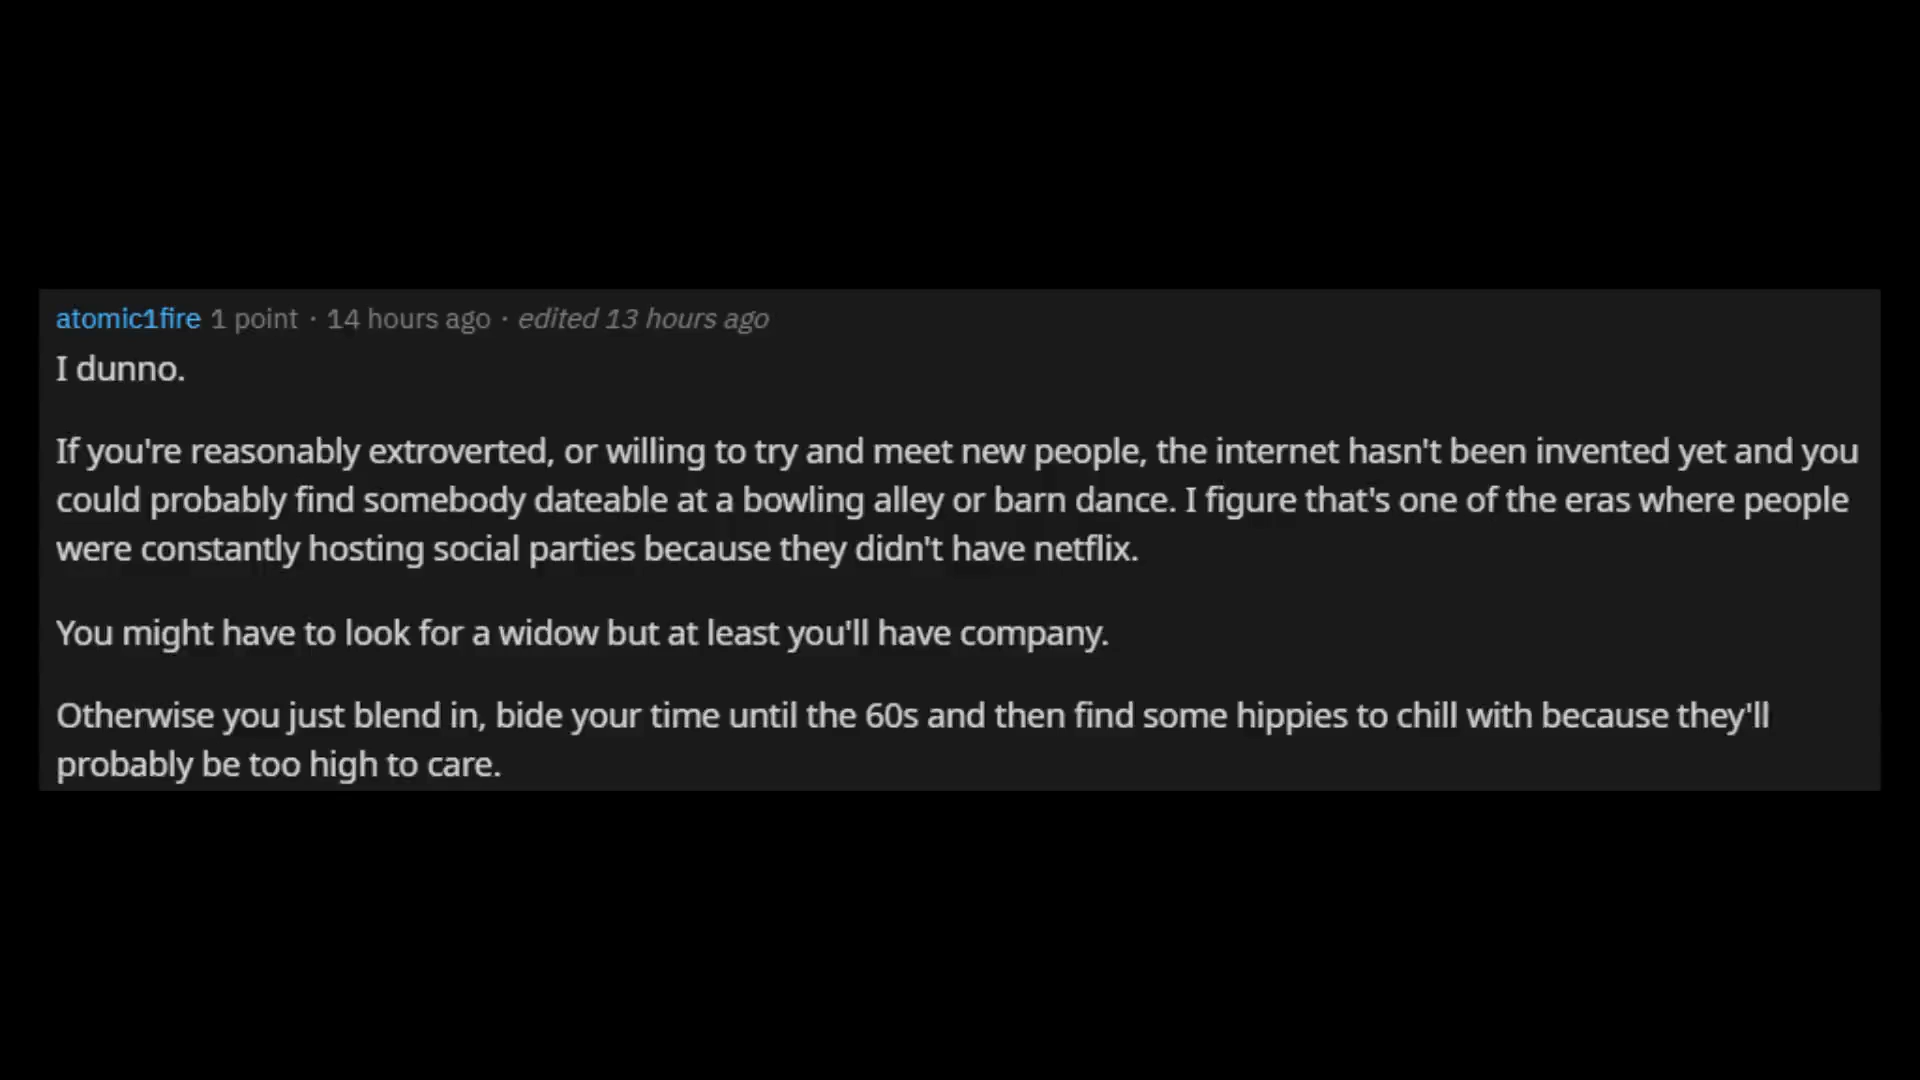 atomic1fire 1 point · 14 hours ago · edited 13 hours ago
I dunno.
If you're reasonably extroverted, or willing to try and meet new people, the internet hasn't been invented yet and you
could probably find somebody dateable at a bowling alley or barn dance. I figure that's one of the eras where people
were constantly hosting social parties because they didn't have netflix.
You might have to look for a widow but at least you'll have company.
Otherwise you just blend in, bide your time until the 60s and then find some hippies to chill with because they'll
probably be too high to care.